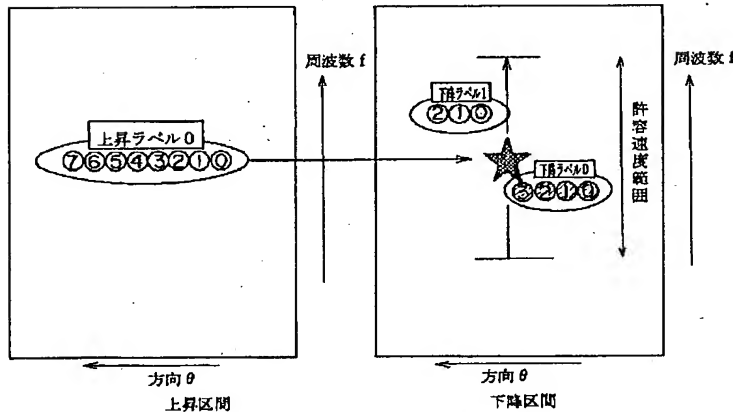 周波数 f
上昇ラベル 0
⑦⑥⑤④③②①⓪
方向 θ
上昇区間
周波数 f
下降ラベル1
②①⓪
下降ラベル0
③②①⓪
許容速度範囲
方向 θ
下降区間